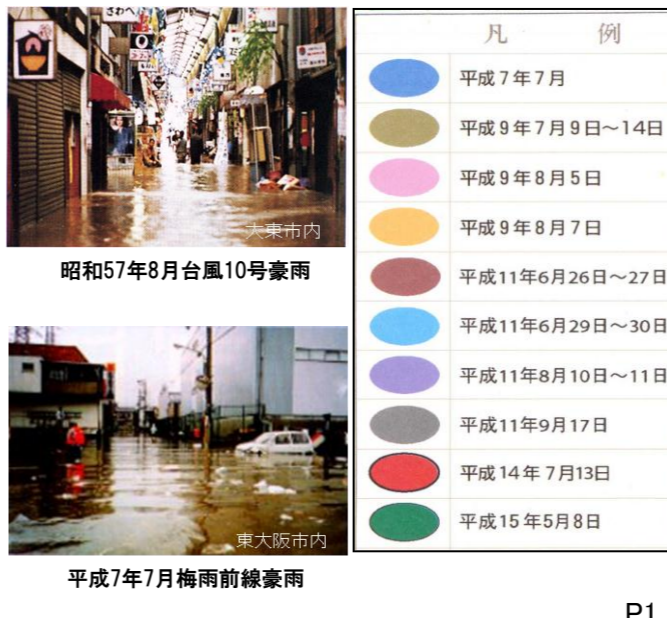 さわへ
大東市内
昭和57年8月台風10号豪雨
東大阪市内
平成7年7月梅雨前線豪雨
凡　例
平成7年7月
平成9年7月9日〜14日
平成9年8月5日
平成9年8月7日
平成11年6月26日〜27日
平成11年6月29日〜30日
平成11年8月10日〜11日
平成11年9月17日
平成14年7月13日
平成15年5月8日
P1